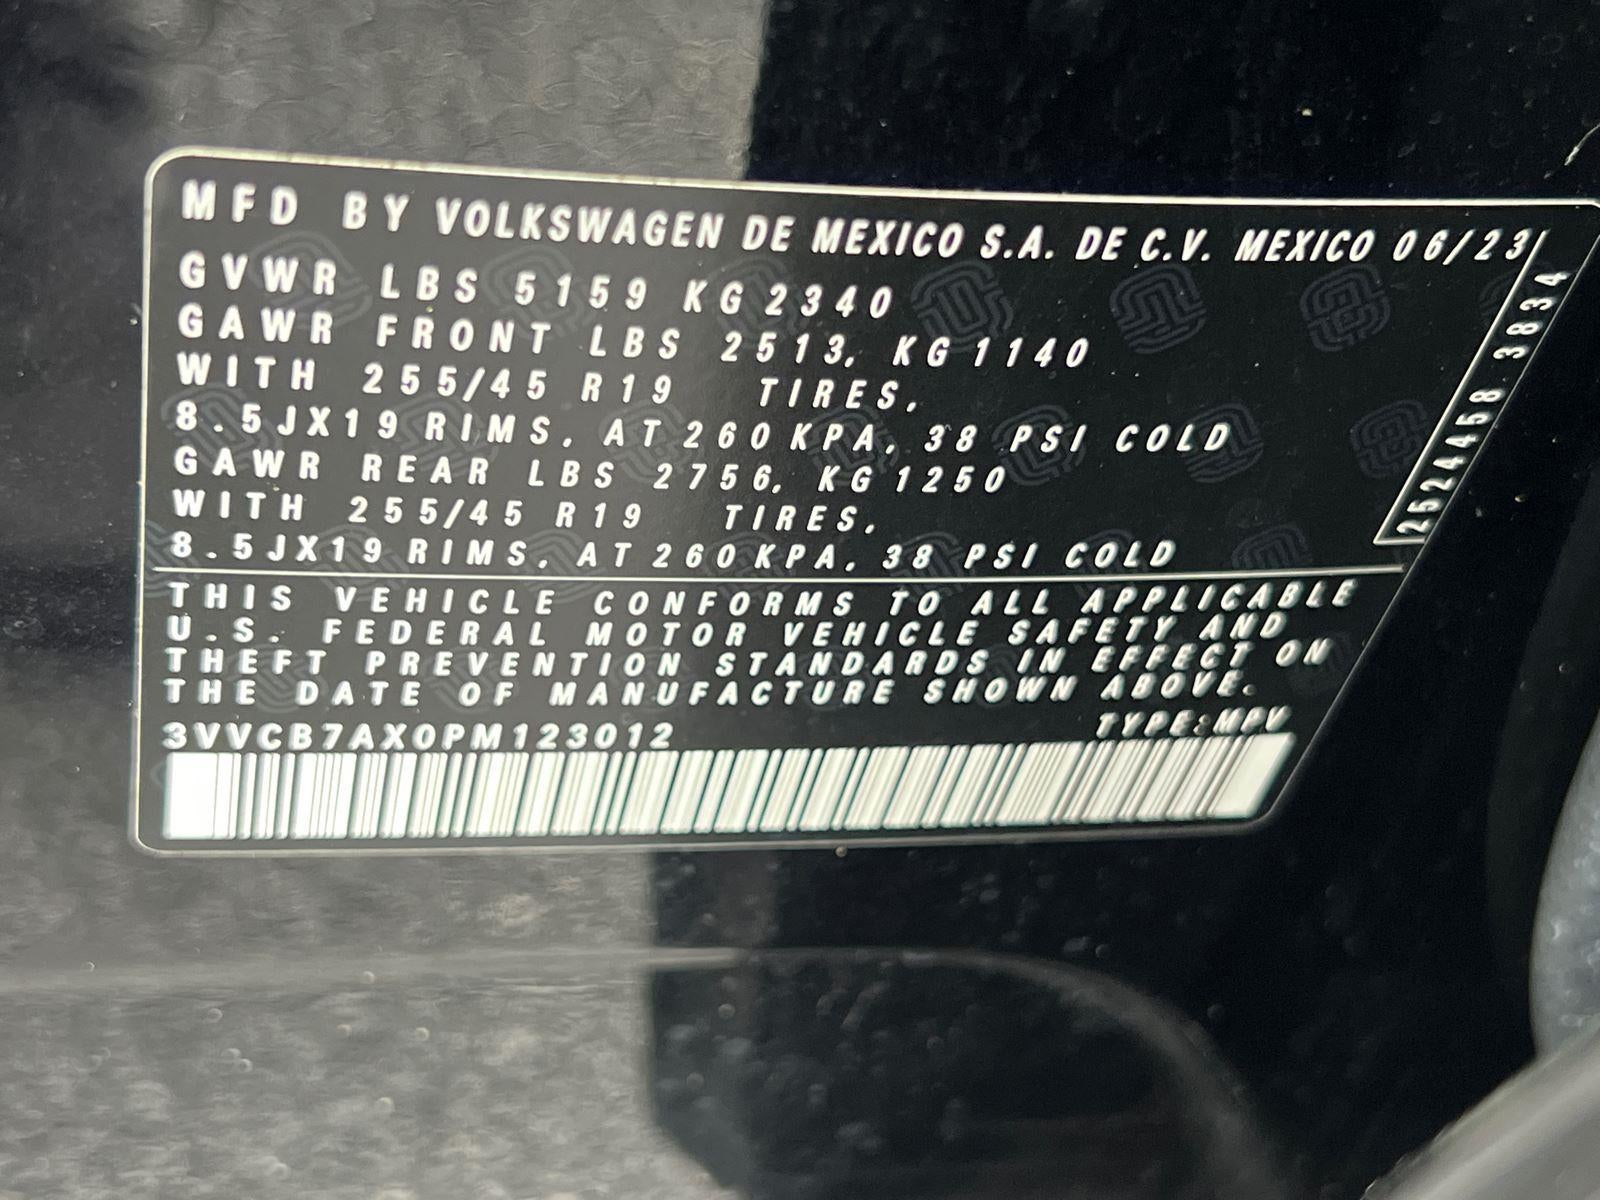 MFD BY VOLKSWAGEN DE MEXICO S.A. DE C.V. MEXICO 06/23
GVWR LBS 5159 KG 2340
GAWR FRONT LBS 2513, KG 1140
WITH 255/45 R19 TIRES,
8.5JX19 RIMS, AT 260 KPA, 38 PSI COLD
GAWR REAR LBS 2756, KG 1250
WITH 255/45 R19 TIRES,
8.5JX19 RIMS, AT 260 KPA, 38 PSI COLD
2524458 3834
THIS VEHICLE CONFORMS TO ALL APPLICABLE
U.S. FEDERAL MOTOR VEHICLE SAFETY AND
THEFT PREVENTION STANDARDS IN EFFECT ON
THE DATE OF MANUFACTURE SHOWN ABOVE.
3VVCB7AX0PM123012 TYPE:MPV